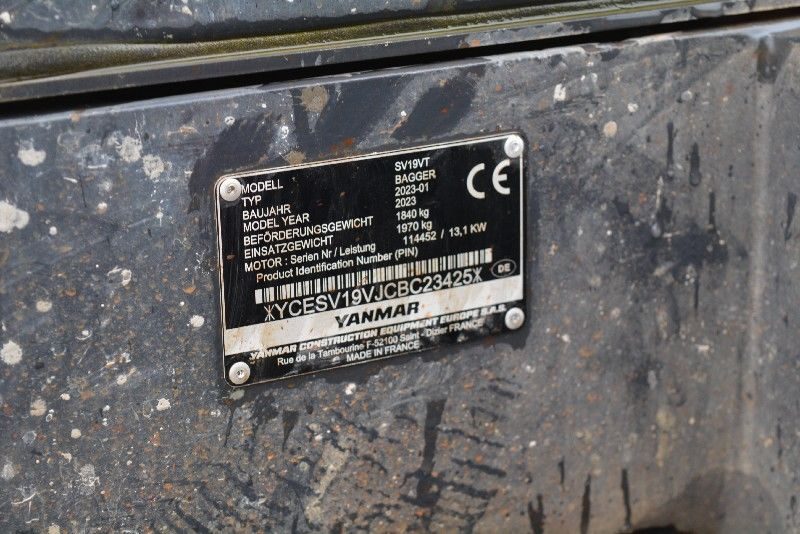 MODELL SV19VT
TYP BAGGER
BAUJAHR 2023-01
MODEL YEAR 2023
BEFÖRDERUNGSGEWICHT 1840 kg
EINSATZGEWICHT 1970 kg
MOTOR : Serien Nr / Leistung 114452 / 13,1 KW
Product Identification Number (PIN)
CE
DE
YCESV19VJCBC23425
YANMAR
YANMAR CONSTRUCTION EQUIPMENT EUROPE S.A.S.
Rue de la Tambourine F-52100 Saint - Dizier FRANCE
MADE IN FRANCE